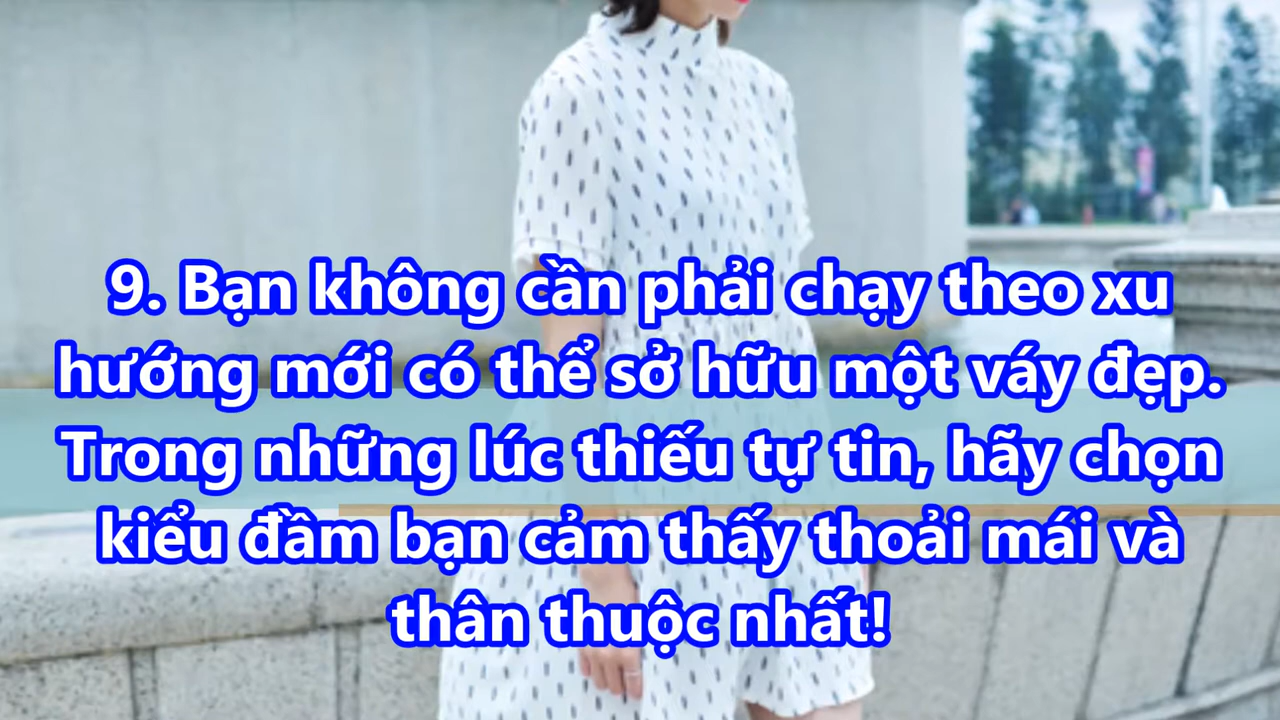 9. Bạn không cần phải chạy theo xu
hướng mới có thể sở hữu một váy đẹp.
Trong những lúc thiếu tự tin, hãy chọn
kiểu đầm bạn cảm thấy thoải mái và
thân thuộc nhất!